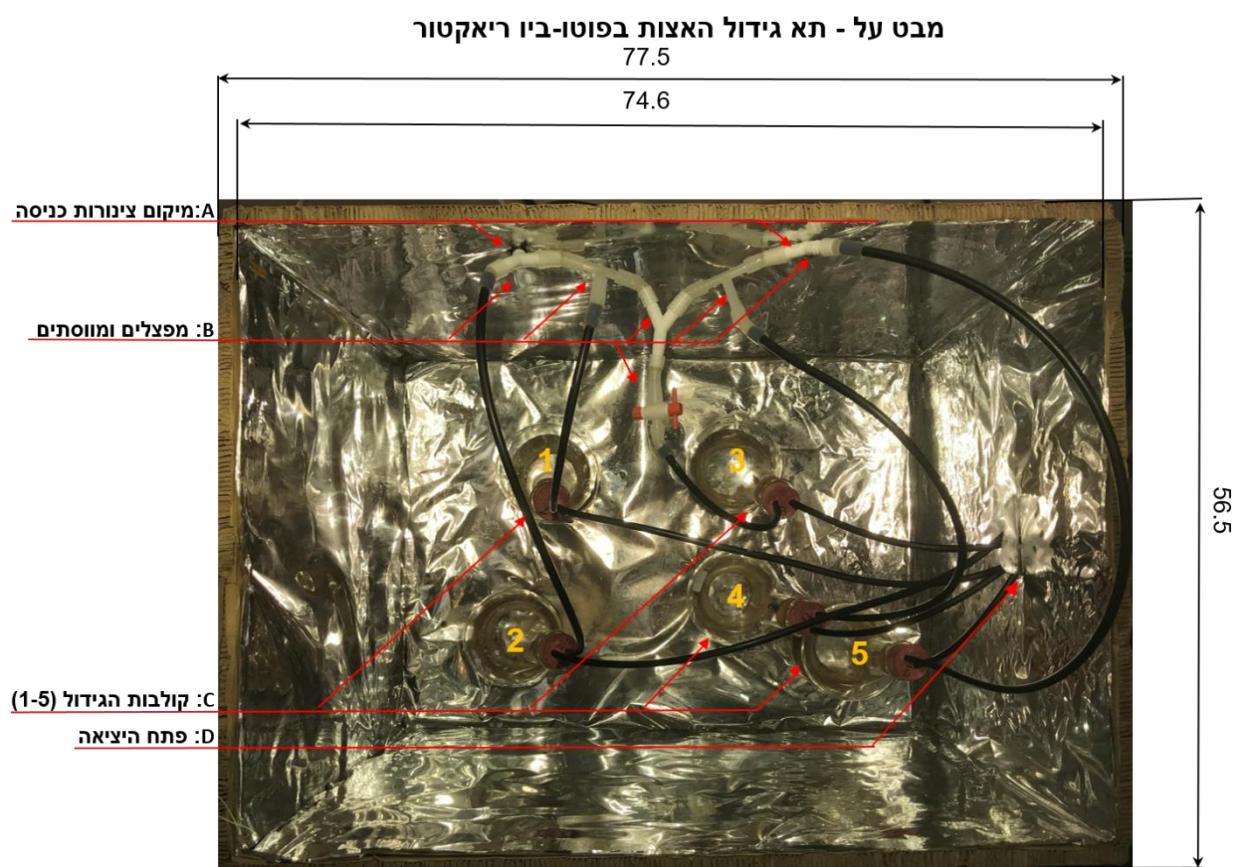 מבט על - תא גידול האצות בפוטו-ביו ריאקטור
77.5
74.6
A:מיקום צינורות כניסה
B: מפצלים ומווסתים
1
3
56.5
4
2
5
C: קולבות הגידול (1-5)
D: פתח היציאה